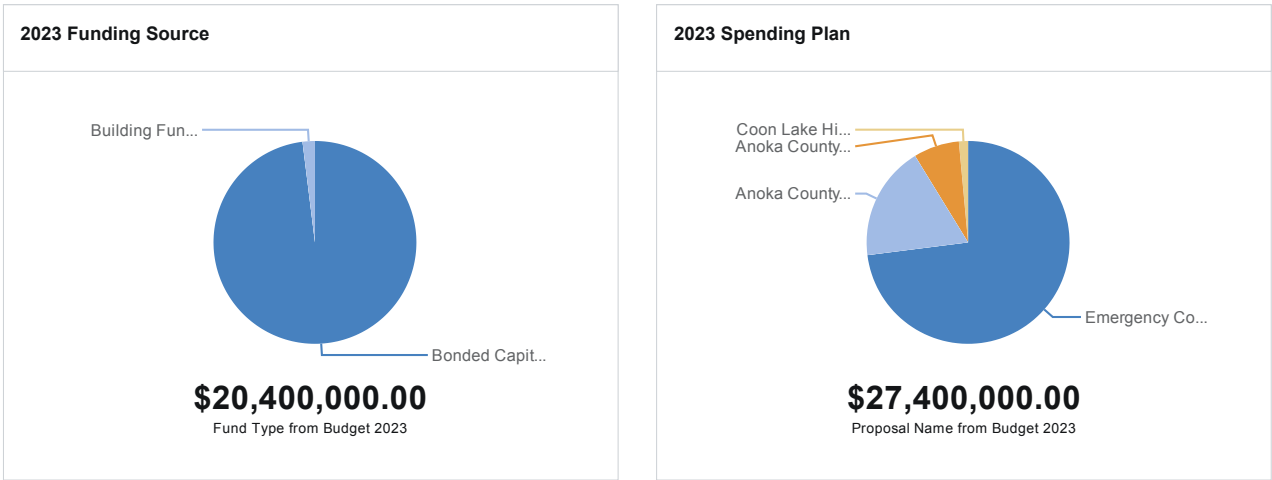 2023 Funding Source
Building Fun...
Bonded Capit...
$20,400,000.00
Fund Type from Budget 2023
2023 Spending Plan
Coon Lake Hi...
Anoka County...
Anoka County...
Emergency Co...
$27,400,000.00
Proposal Name from Budget 2023